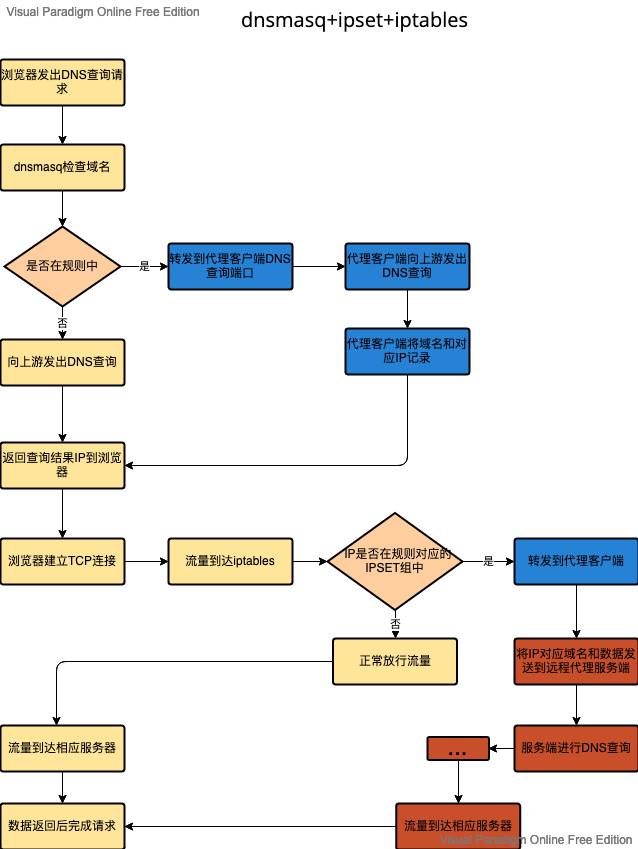 Visual Paradigm Online Free Edition
dnsmasq+ipset+iptables
浏览器发出DNS查询请
求
dnsmasq检查域名
是否在规则中
是
转发到代理客户端DNS
查询端口
代理客户端向上游发出
DNS查询
否
向上游发出DNS查询
代理客户端将域名和对
应IP记录
返回查询结果IP到浏览
器
浏览器建立TCP连接
流量到达iptables
IP是否在规则对应的
IPSET组中
是
转发到代理客户端
否
正常放行流量
将IP对应域名和数据发
送到远程代理服务端
流量到达相应服务器
...
服务端进行DNS查询
数据返回后完成请求
流量到达相应服务器
Visual Paradigm Online Free Edition